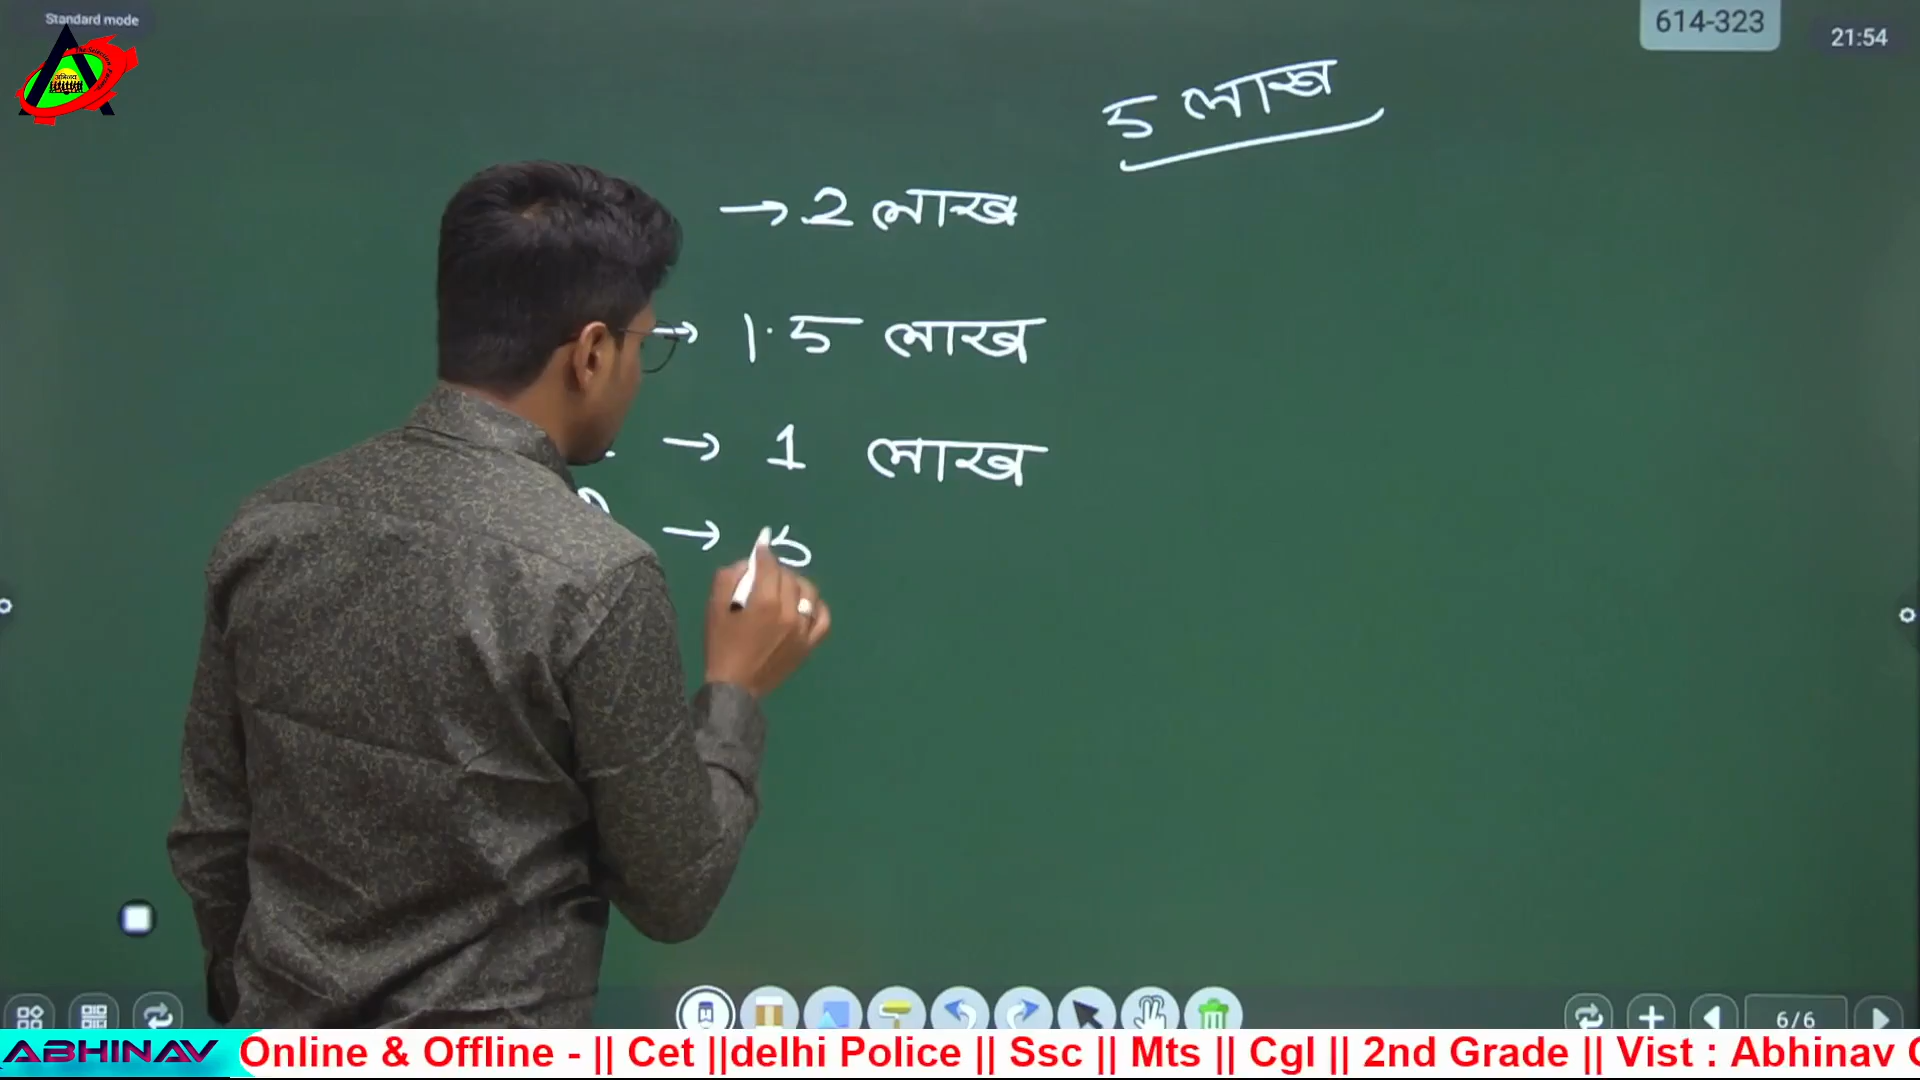 Standard mode
614-323
21:54
5 लाख
→ 2 लाख
→ 1.5 लाख
→ 1 लाख
→ 5
6/6
ABHINAV
Online & Offline - || Cet ||delhi Police || Ssc || Mts || Cgl || 2nd Grade || Vist : Abhinav